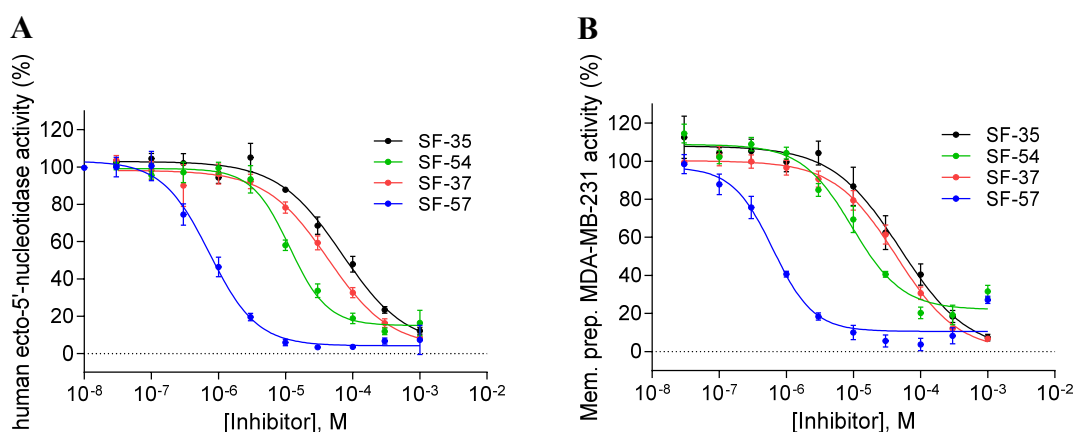 A
human ecto-5'-nucleotidase activity (%)
120
100
80
60
40
20
0
SF-35
SF-54
SF-37
SF-57
10⁻⁸ 10⁻⁷ 10⁻⁶ 10⁻⁵ 10⁻⁴ 10⁻³ 10⁻²
[Inhibitor], M
B
Mem. prep. MDA-MB-231 activity (%)
120
100
80
60
40
20
0
SF-35
SF-54
SF-37
SF-57
10⁻⁸ 10⁻⁷ 10⁻⁶ 10⁻⁵ 10⁻⁴ 10⁻³ 10⁻²
[Inhibitor], M